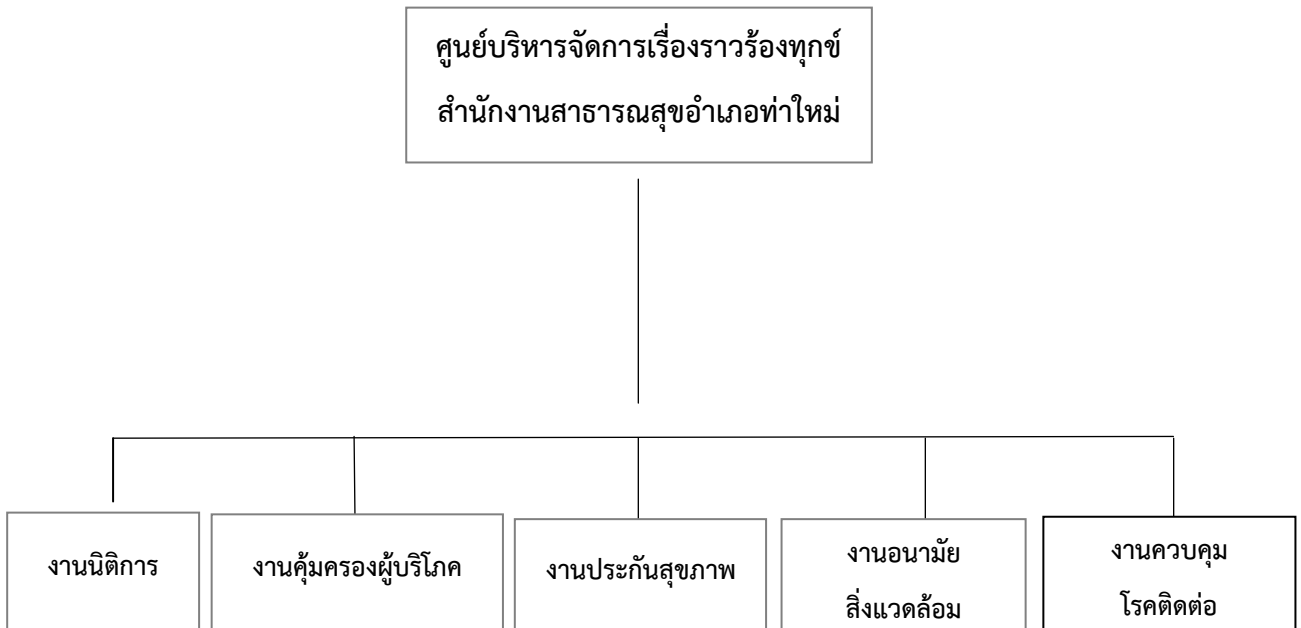 ศูนย์บริหารจัดการเรื่องราวร้องทุกข์
สำนักงานสาธารณสุขอำเภอท่าใหม่
งานนิติการ
งานคุ้มครองผู้บริโภค
งานประกันสุขภาพ
งานอนามัย
สิ่งแวดล้อม
งานควบคุม
โรคติดต่อ